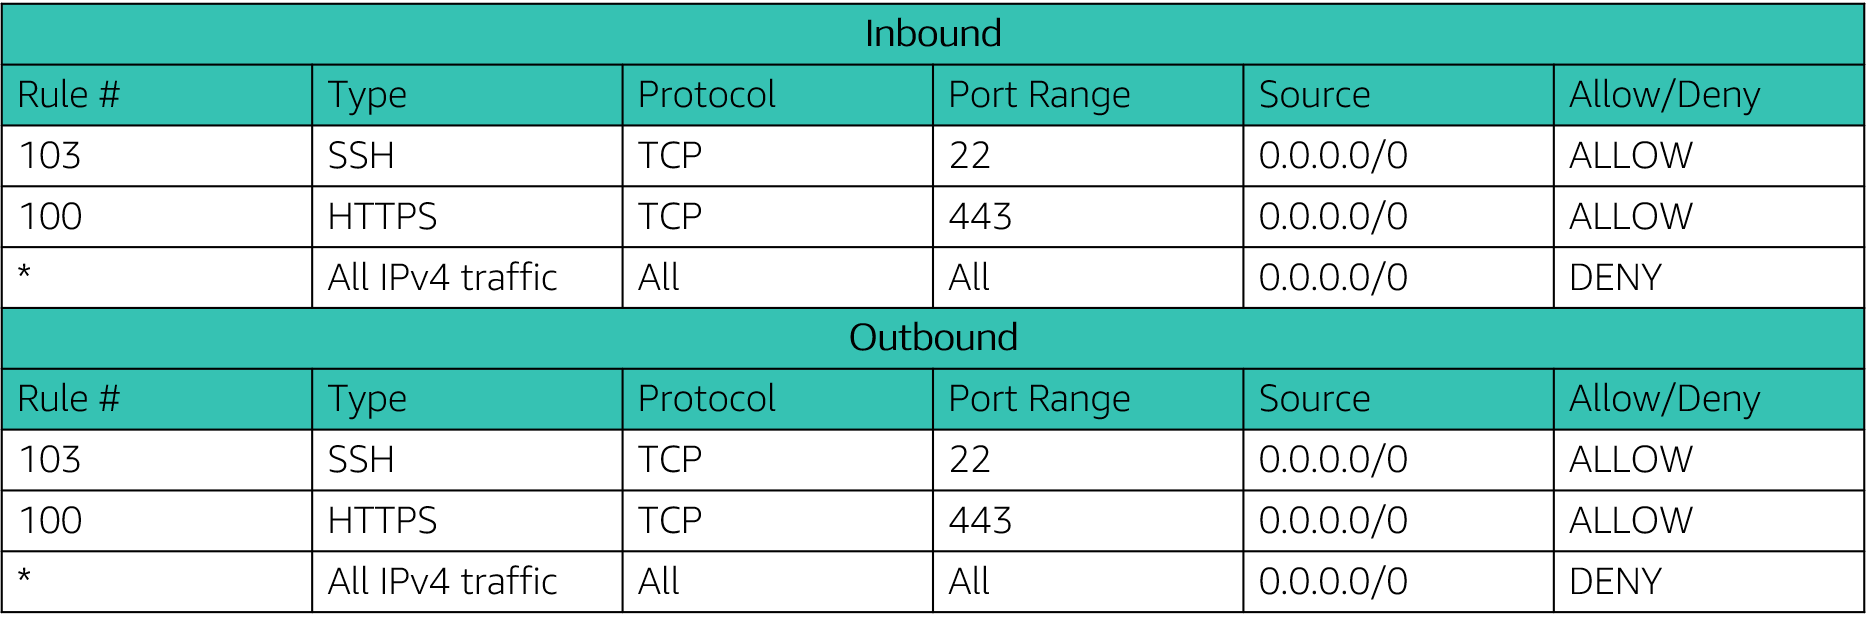 Inbound
Rule # Type Protocol Port Range Source Allow/Deny
103 SSH TCP 22 0.0.0.0/0 ALLOW
100 HTTPS TCP 443 0.0.0.0/0 ALLOW
* All IPv4 traffic All All 0.0.0.0/0 DENY
Outbound
Rule # Type Protocol Port Range Source Allow/Deny
103 SSH TCP 22 0.0.0.0/0 ALLOW
100 HTTPS TCP 443 0.0.0.0/0 ALLOW
* All IPv4 traffic All All 0.0.0.0/0 DENY